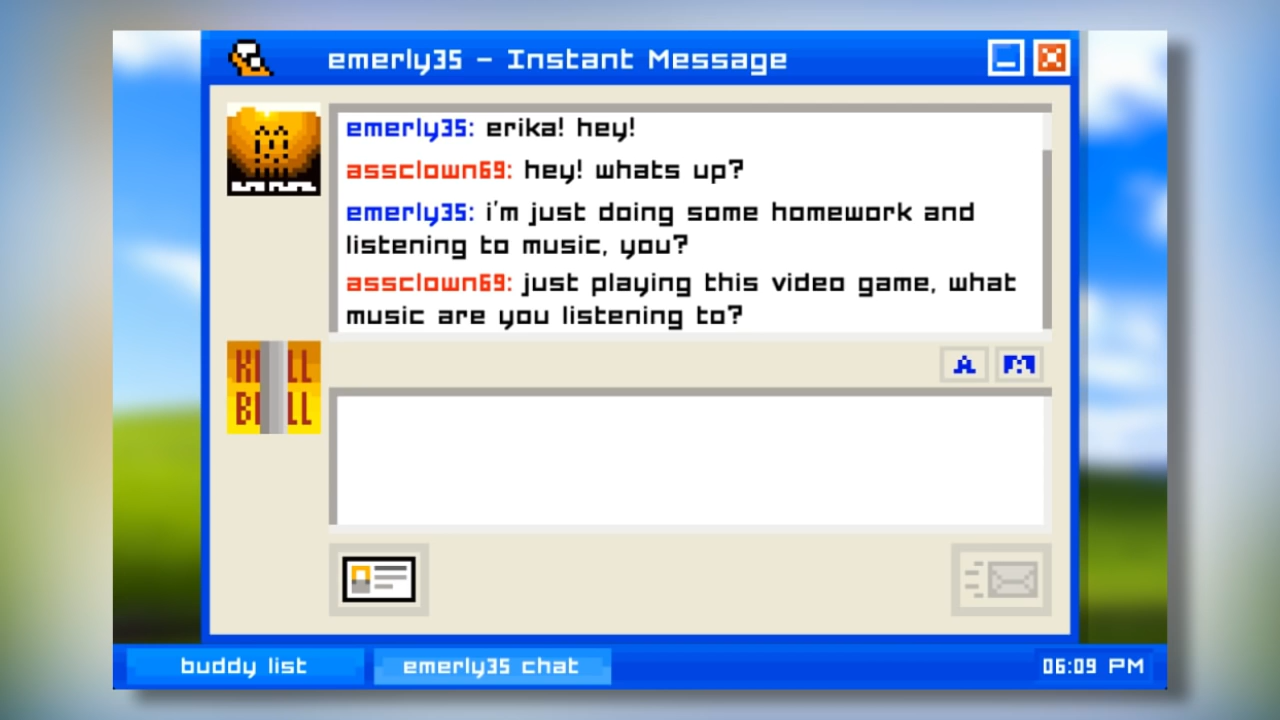 emerly35 - Instant Message
emerly35: erika! hey!
assclown69: hey! whats up?
emerly35: i'm just doing some homework and
listening to music, you?
assclown69: just playing this video game, what
music are you listening to?
KILL
BILL
A
buddy list
emerly35 chat
06:09 PM